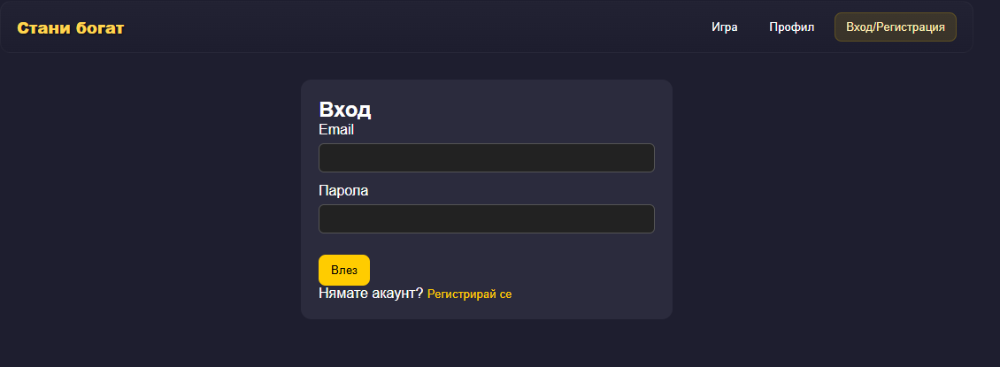 Стани богат
Игра Профил Вход/Регистрация
Вход
Email
Парола
Влез
Нямате акаунт? Регистрирай се